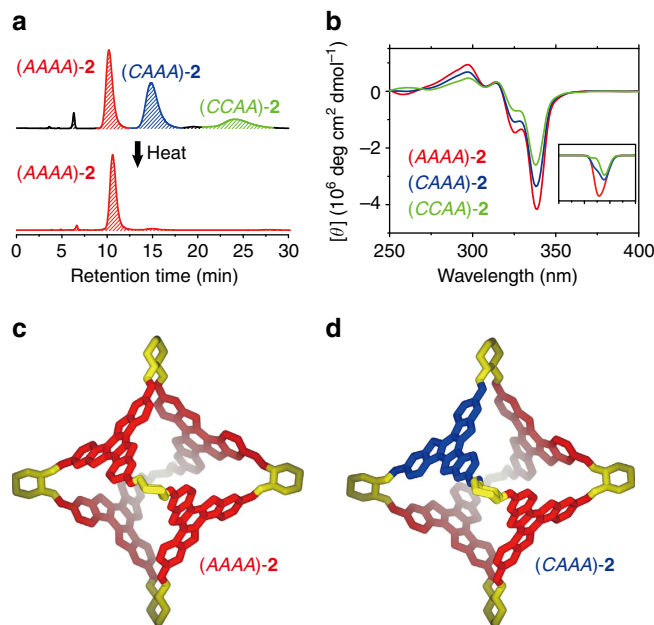 a
(AAAA)-2
(CAAA)-2
(CCAA)-2
Heat
(AAAA)-2
0 5 10 15 20 25 30
Retention time (min)
b
0
−2
−4
[θ] (10⁶ deg cm² dmol⁻¹)
(AAAA)-2
(CAAA)-2
(CCAA)-2
250 300 350 400
Wavelength (nm)
c
(AAAA)-2
d
(CAAA)-2